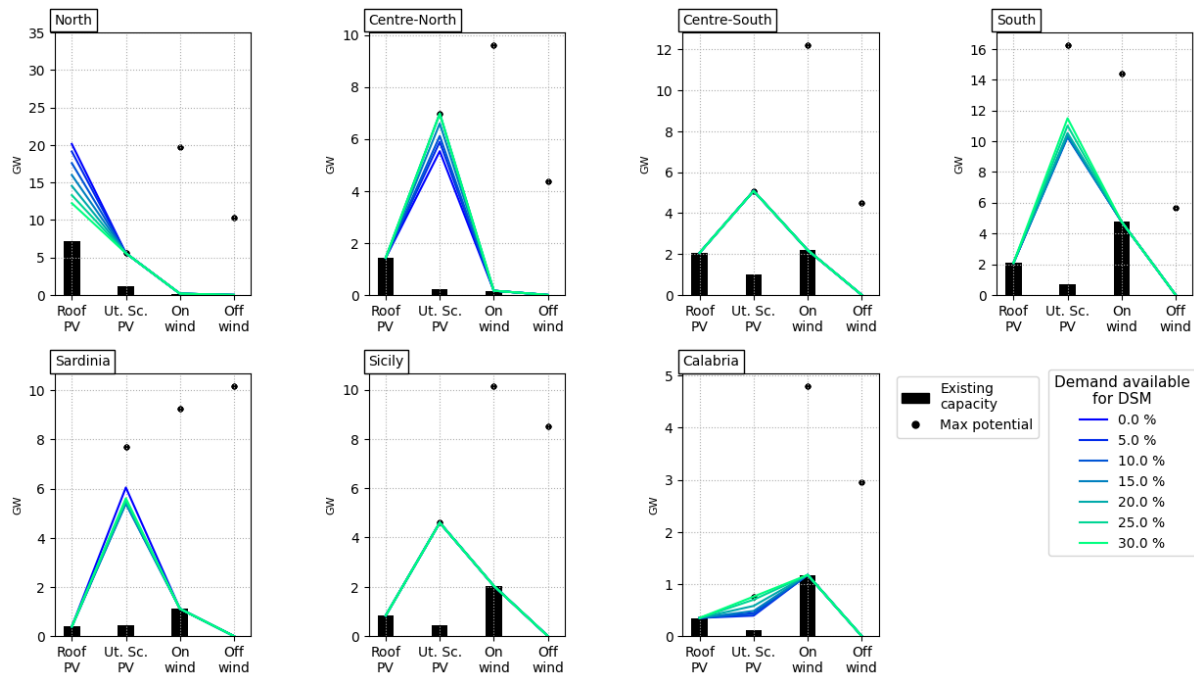 North
35
30
25
20
15
10
5
0
GW
Roof PV
Ut. Sc. PV
On wind
Off wind
Centre-North
10
8
6
4
2
0
GW
Roof PV
Ut. Sc. PV
On wind
Off wind
Centre-South
12
10
8
6
4
2
0
GW
Roof PV
Ut. Sc. PV
On wind
Off wind
South
16
14
12
10
8
6
4
2
0
GW
Roof PV
Ut. Sc. PV
On wind
Off wind
Sardinia
10
8
6
4
2
0
GW
Roof PV
Ut. Sc. PV
On wind
Off wind
Sicily
10
8
6
4
2
0
GW
Roof PV
Ut. Sc. PV
On wind
Off wind
Calabria
5
4
3
2
1
0
GW
Roof PV
Ut. Sc. PV
On wind
Off wind
Existing
capacity
Max potential
Demand available
for DSM
0.0 %
5.0 %
10.0 %
15.0 %
20.0 %
25.0 %
30.0 %